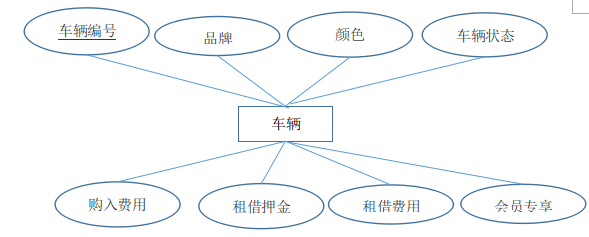 车辆编号
品牌
颜色
车辆状态
车辆
购入费用
租借押金
租借费用
会员专享